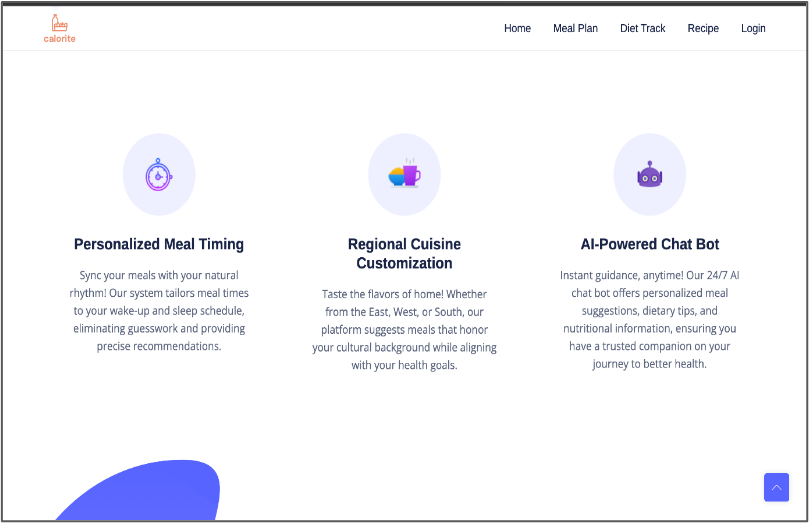 calorite
Home Meal Plan Diet Track Recipe Login
Personalized Meal Timing
Sync your meals with your natural
rhythm! Our system tailors meal times
to your wake-up and sleep schedule,
eliminating guesswork and providing
precise recommendations.
Regional Cuisine
Customization
Taste the flavors of home! Whether
from the East, West, or South, our
platform suggests meals that honor
your cultural background while aligning
with your health goals.
AI-Powered Chat Bot
Instant guidance, anytime! Our 24/7 AI
chat bot offers personalized meal
suggestions, dietary tips, and
nutritional information, ensuring you
have a trusted companion on your
journey to better health.